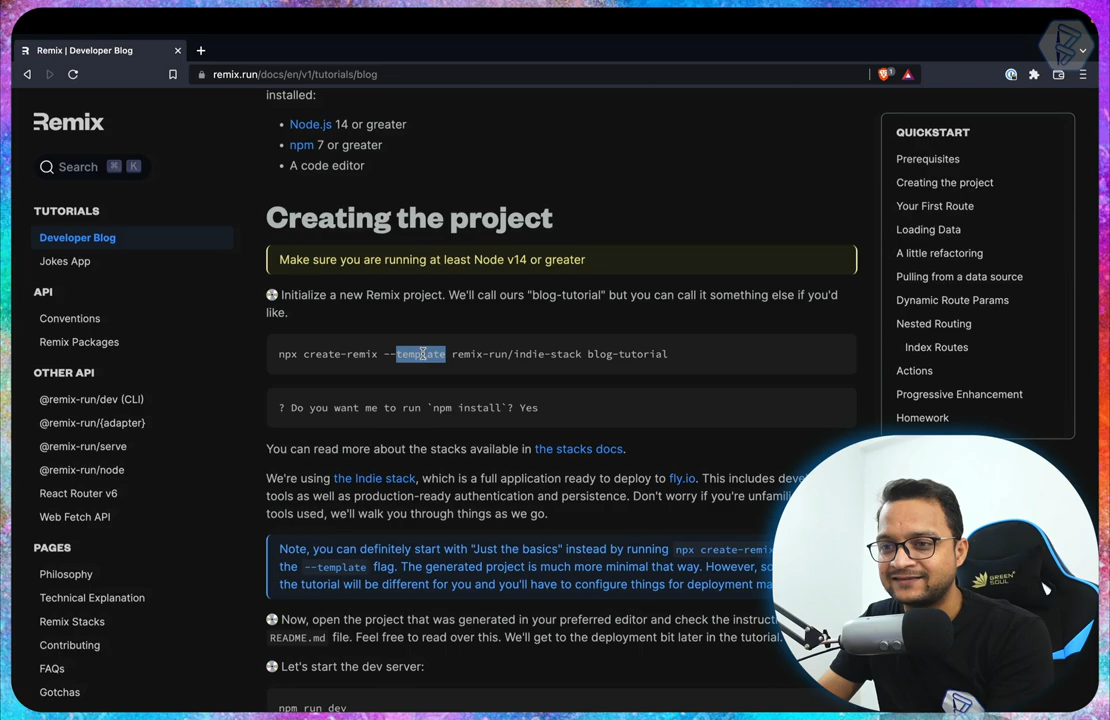 Remix | Developer Blog
remix.run/docs/en/v1/tutorials/blog
1
Remix
Search ⌘ K
TUTORIALS
Developer Blog
Jokes App
API
Conventions
Remix Packages
OTHER API
@remix-run/dev (CLI)
@remix-run/{adapter}
@remix-run/serve
@remix-run/node
React Router v6
Web Fetch API
PAGES
Philosophy
Technical Explanation
Remix Stacks
Contributing
FAQs
Gotchas
installed:
• Node.js 14 or greater
• npm 7 or greater
• A code editor
Creating the project
Make sure you are running at least Node v14 or greater
💿 Initialize a new Remix project. We'll call ours "blog-tutorial" but you can call it something else if you'd
like.
npx create-remix --template remix-run/indie-stack blog-tutorial
? Do you want me to run `npm install`? Yes
You can read more about the stacks available in the stacks docs.
We're using the Indie stack, which is a full application ready to deploy to fly.io. This includes
tools as well as production-ready authentication and persistence. Don't worry if you're
tools used, we'll walk you through things as we go.
Note, you can definitely start with "Just the basics" instead by running npx create-remix
the --template flag. The generated project is much more minimal that way. However,
the tutorial will be different for you and you'll have to configure things for deployment
💿 Now, open the project that was generated in your preferred editor and check the
README.md file. Feel free to read over this. We'll get to the deployment bit later in the tutorial.
💿 Let's start the dev server:
npm run dev
QUICKSTART
Prerequisites
Creating the project
Your First Route
Loading Data
A little refactoring
Pulling from a data source
Dynamic Route Params
Nested Routing
Index Routes
Actions
Progressive Enhancement
Homework
GREEN
SOUL